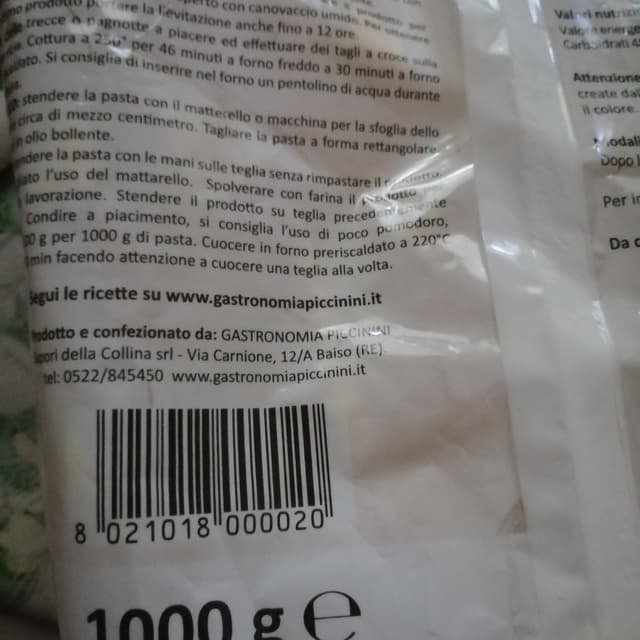 prodotto portare la lievitazione anche fino a 12 ore
trecce o pagnotte a piacere ed effettuare dei tagli a croce sulla
Cottura a 230° per 46 minuti a forno freddo a 30 minuti a forno
Si consiglia di inserire nel forno un pentolino di acqua durante
stendere la pasta con il matterello o macchina per la sfoglia dello
circa di mezzo centimetro. Tagliare la pasta a forma rettangolare
olio bollente.
la pasta con le mani sulle teglia senza rimpastare il
l'uso del mattarello. Spolverare con farina il prodotto
lavorazione. Stendere il prodotto su teglia
Condire a piacimento, si consiglia l'uso di poco pomodoro,
g per 1000 g di pasta. Cuocere in forno preriscaldato a 220°C
min facendo attenzione a cuocere una teglia alla volta.
Segui le ricette su www.gastronomiapiccinini.it
Prodotto e confezionato da: GASTRONOMIA PICCININI
della Collina srl - Via Carnione, 12/A Baiso (RE)
tel: 0522/845450 www.gastronomiapiccinini.it
8 021018 000020
1000 g e
Valori
Carboidrati
Attenzione
create
il colore.
Dopo
Per
Da